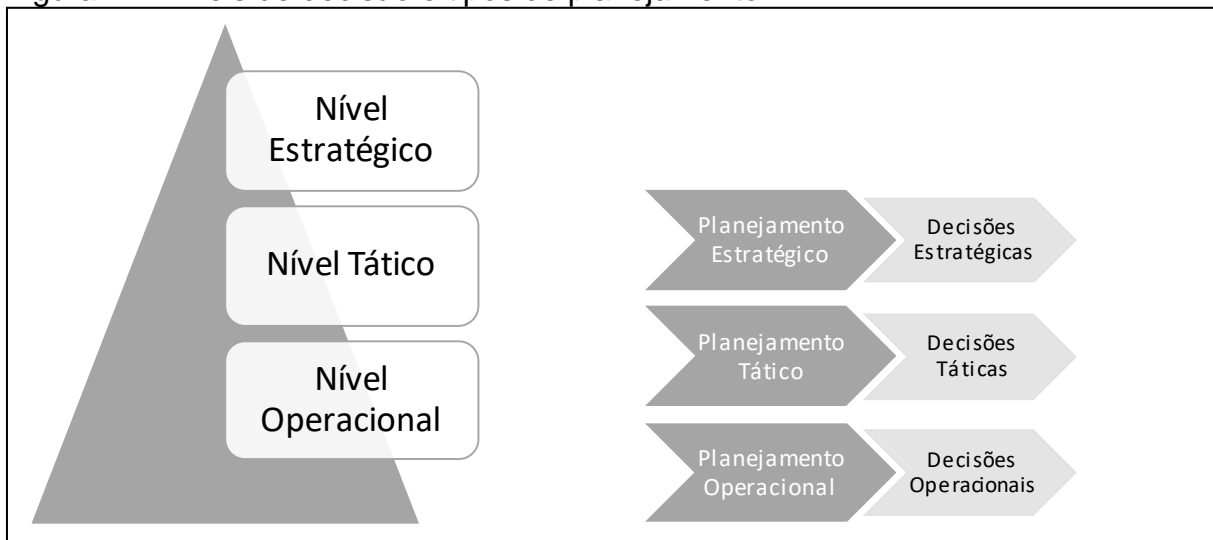 Nível
Estratégico
Nível Tático
Nível
Operacional
Planejamento
Estratégico
Decisões
Estratégicas
Planejamento
Tático
Decisões
Táticas
Planejamento
Operacional
Decisões
Operacionais